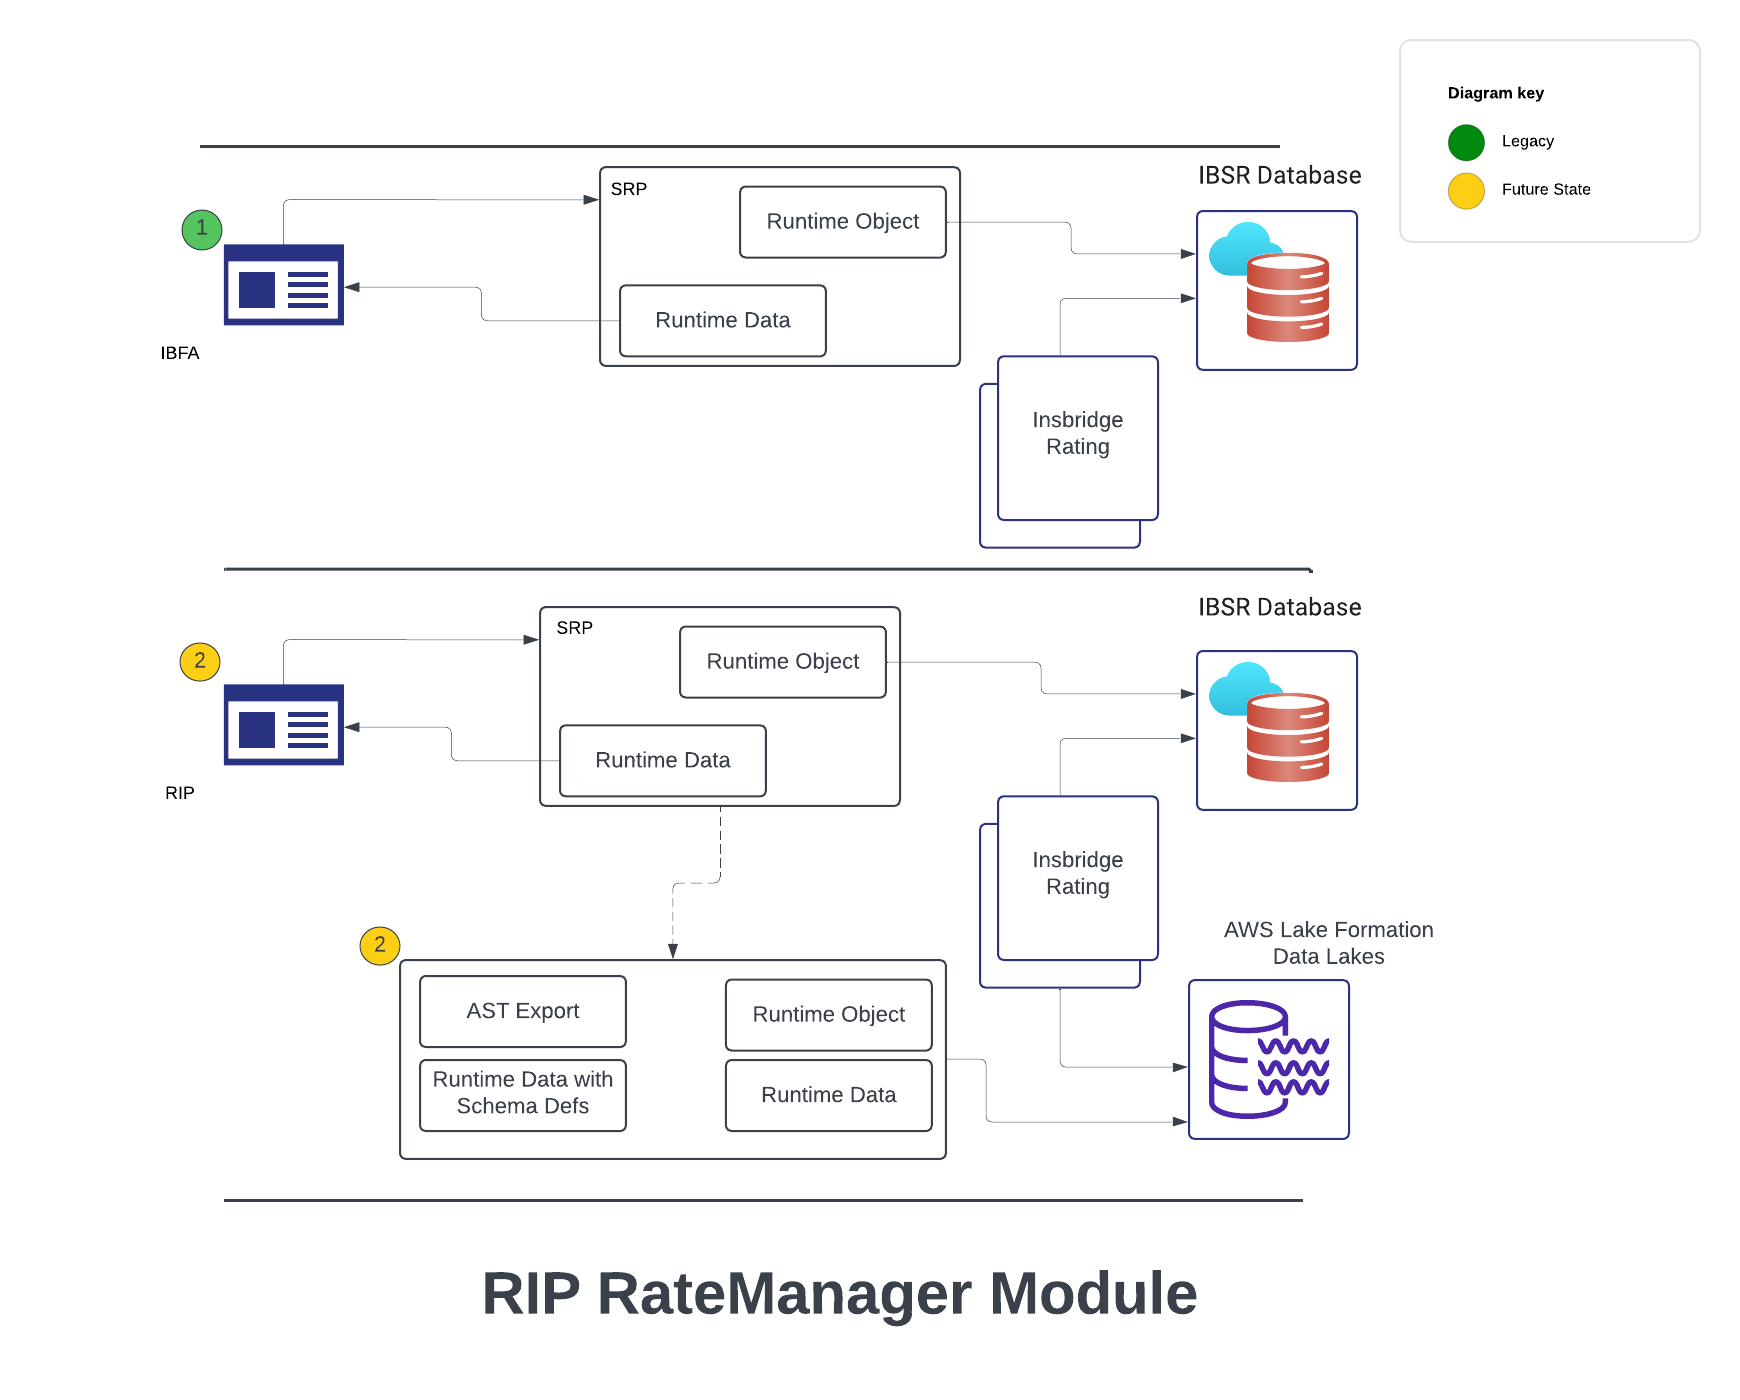 Diagram key
Legacy
Future State
IBSR Database
1
SRP
Runtime Object
Runtime Data
IBFA
Insbridge
Rating
IBSR Database
2
SRP
Runtime Object
Runtime Data
RIP
Insbridge
Rating
AWS Lake Formation
Data Lakes
2
AST Export
Runtime Object
Runtime Data with
Schema Defs
Runtime Data
RIP RateManager Module